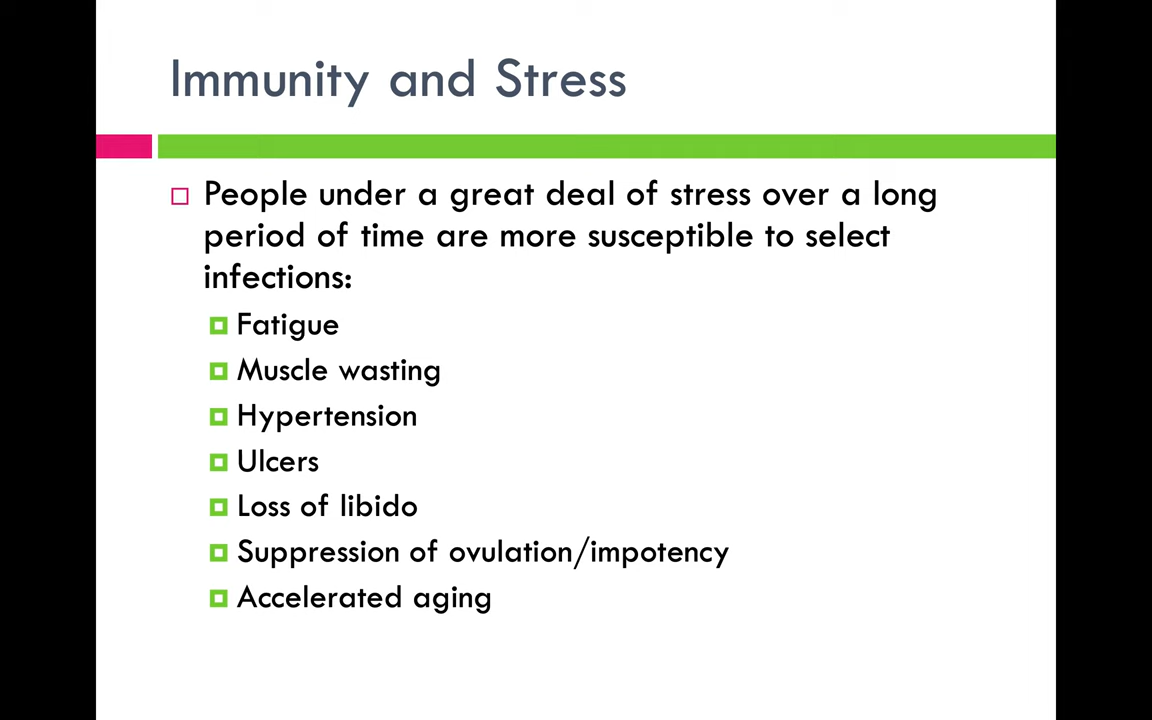 Immunity and Stress
People under a great deal of stress over a long
period of time are more susceptible to select
infections:
Fatigue
Muscle wasting
Hypertension
Ulcers
Loss of libido
Suppression of ovulation/impotency
Accelerated aging